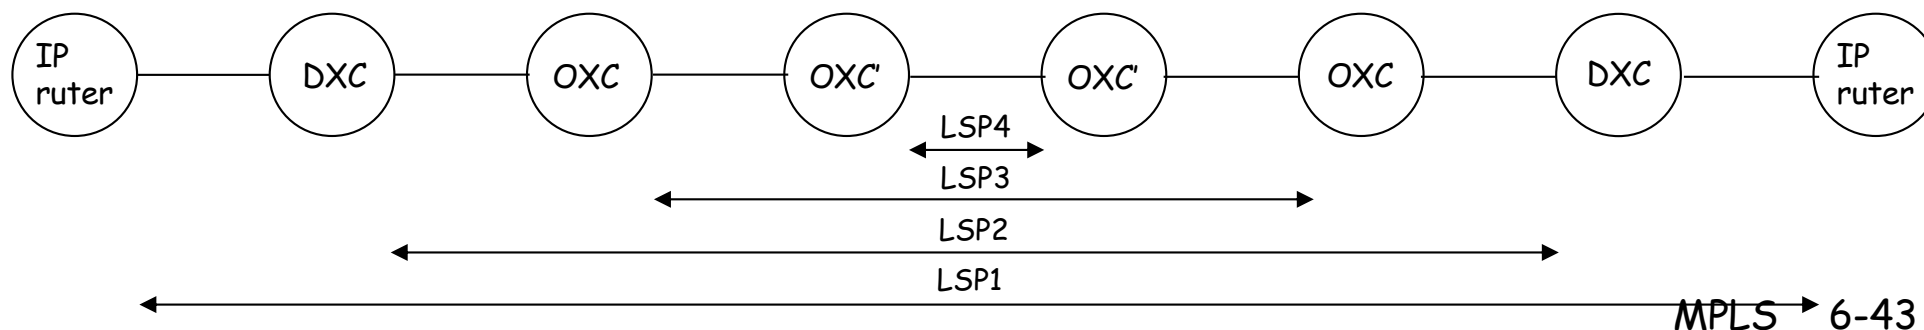 IP
ruter
DXC
OXC
OXC'
OXC'
OXC
DXC
IP
ruter
LSP4
LSP3
LSP2
LSP1
MPLS 6-43